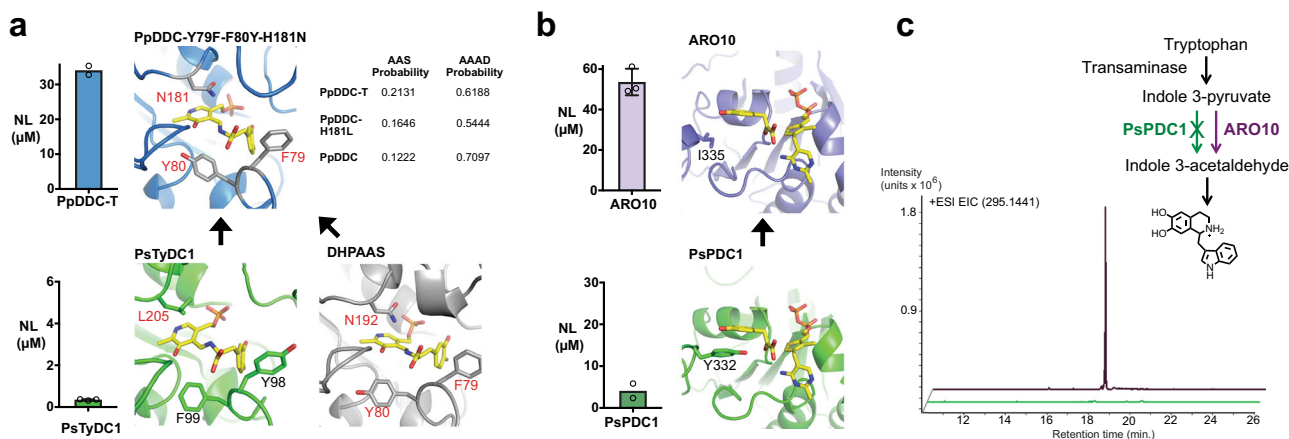 a
PpDDC-Y79F-F80Y-H181N
30
20
10
0
NL
(µM)
PpDDC-T
N181
Y80
F79
AAS Probability
AAAD Probability
PpDDC-T 0.2131 0.6188
PpDDC-H181L 0.1646 0.5444
PpDDC 0.1222 0.7097
PsTyDC1
6
4
2
0
NL
(µM)
PsTyDC1
L205
Y98
F99
DHPAAS
N192
F79
Y80
b
ARO10
60
40
20
0
NL
(µM)
ARO10
I335
PsPDC1
30
20
10
0
NL
(µM)
PsPDC1
Y332
c
Tryptophan
Transaminase
Indole 3-pyruvate
PsPDC1
ARO10
Indole 3-acetaldehyde
HO
HO
NH2
+
N
H
Intensity
(units x 10^6)
+ESI EIC (295.1441)
1.8
0.9
12 14 16 18 20 22 24 26
Retention time (min.)